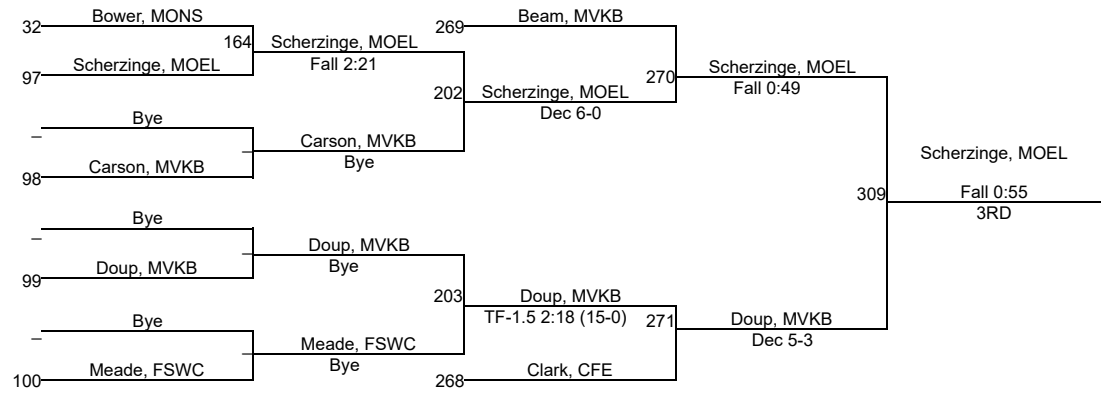 Bower, MONS
32
Scherzinge, MOEL
97
164
Scherzinge, MOEL
Fall 2:21
Bye
_
Carson, MVKB
98
_
Carson, MVKB
Bye
202
Scherzinge, MOEL
Dec 6-0
Beam, MVKB
269
270
Scherzinge, MOEL
Fall 0:49
Bye
_
Doup, MVKB
99
_
Doup, MVKB
Bye
Bye
_
Meade, FSWC
100
_
Meade, FSWC
Bye
203
Doup, MVKB
TF-1.5 2:18 (15-0)
Clark, CFE
268
271
Doup, MVKB
Dec 5-3
309
Scherzinge, MOEL
Fall 0:55
3RD